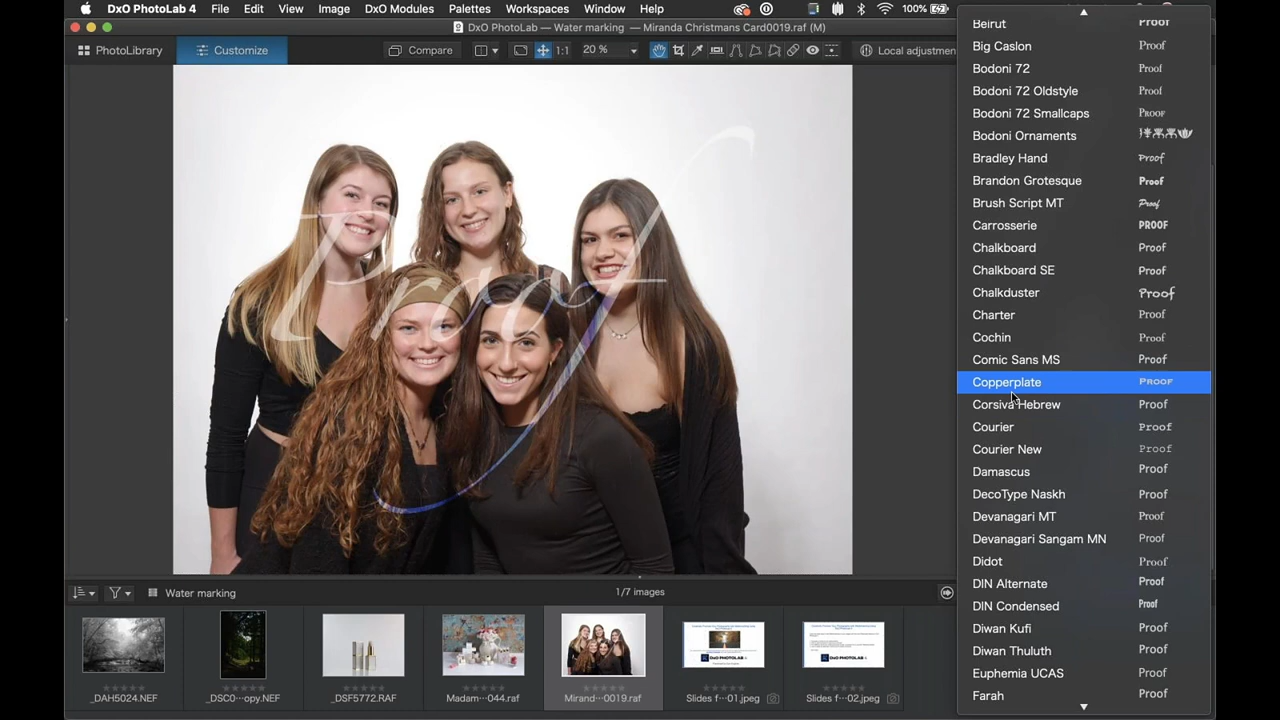 DxO PhotoLab 4 File Edit View Image DxO Modules Palettes Workspaces Window Help 100%
DxO PhotoLab — Water marking — Miranda Christmans Card0019.raf (M)
PhotoLibrary Customize Compare 1:1 20 % Local adjustmen
Proof
Beirut Proof
Big Caslon Proof
Bodoni 72 Proof
Bodoni 72 Oldstyle Proof
Bodoni 72 Smallcaps Proof
Bodoni Ornaments
Bradley Hand Proof
Brandon Grotesque Proof
Brush Script MT Proof
Carrosserie PROOF
Chalkboard Proof
Chalkboard SE Proof
Chalkduster Proof
Charter Proof
Cochin Proof
Comic Sans MS Proof
Copperplate Proof
Corsiva Hebrew Proof
Courier Proof
Courier New Proof
Damascus Proof
DecoType Naskh Proof
Devanagari MT Proof
Devanagari Sangam MN Proof
Didot Proof
DIN Alternate Proof
DIN Condensed Proof
Diwan Kufi Proof
Diwan Thuluth Proof
Euphemia UCAS Proof
Farah Proof
Water marking 1/7 images
_DAH5024.NEF _DSC0···opy.NEF _DSF5772.RAF Madam···044.raf Mirand···0019.raf Slides f···01.jpeg Slides f···02.jpeg
DxO PHOTOLAB 4 DxO PHOTOLAB 4